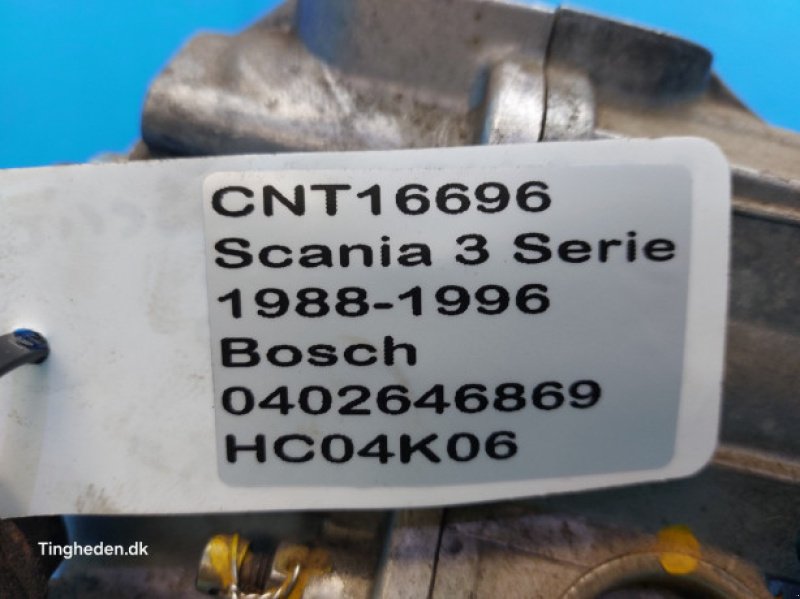 CNT16696
Scania 3 Serie
1988-1996
Bosch
0402646869
HC04K06
Tingheden.dk